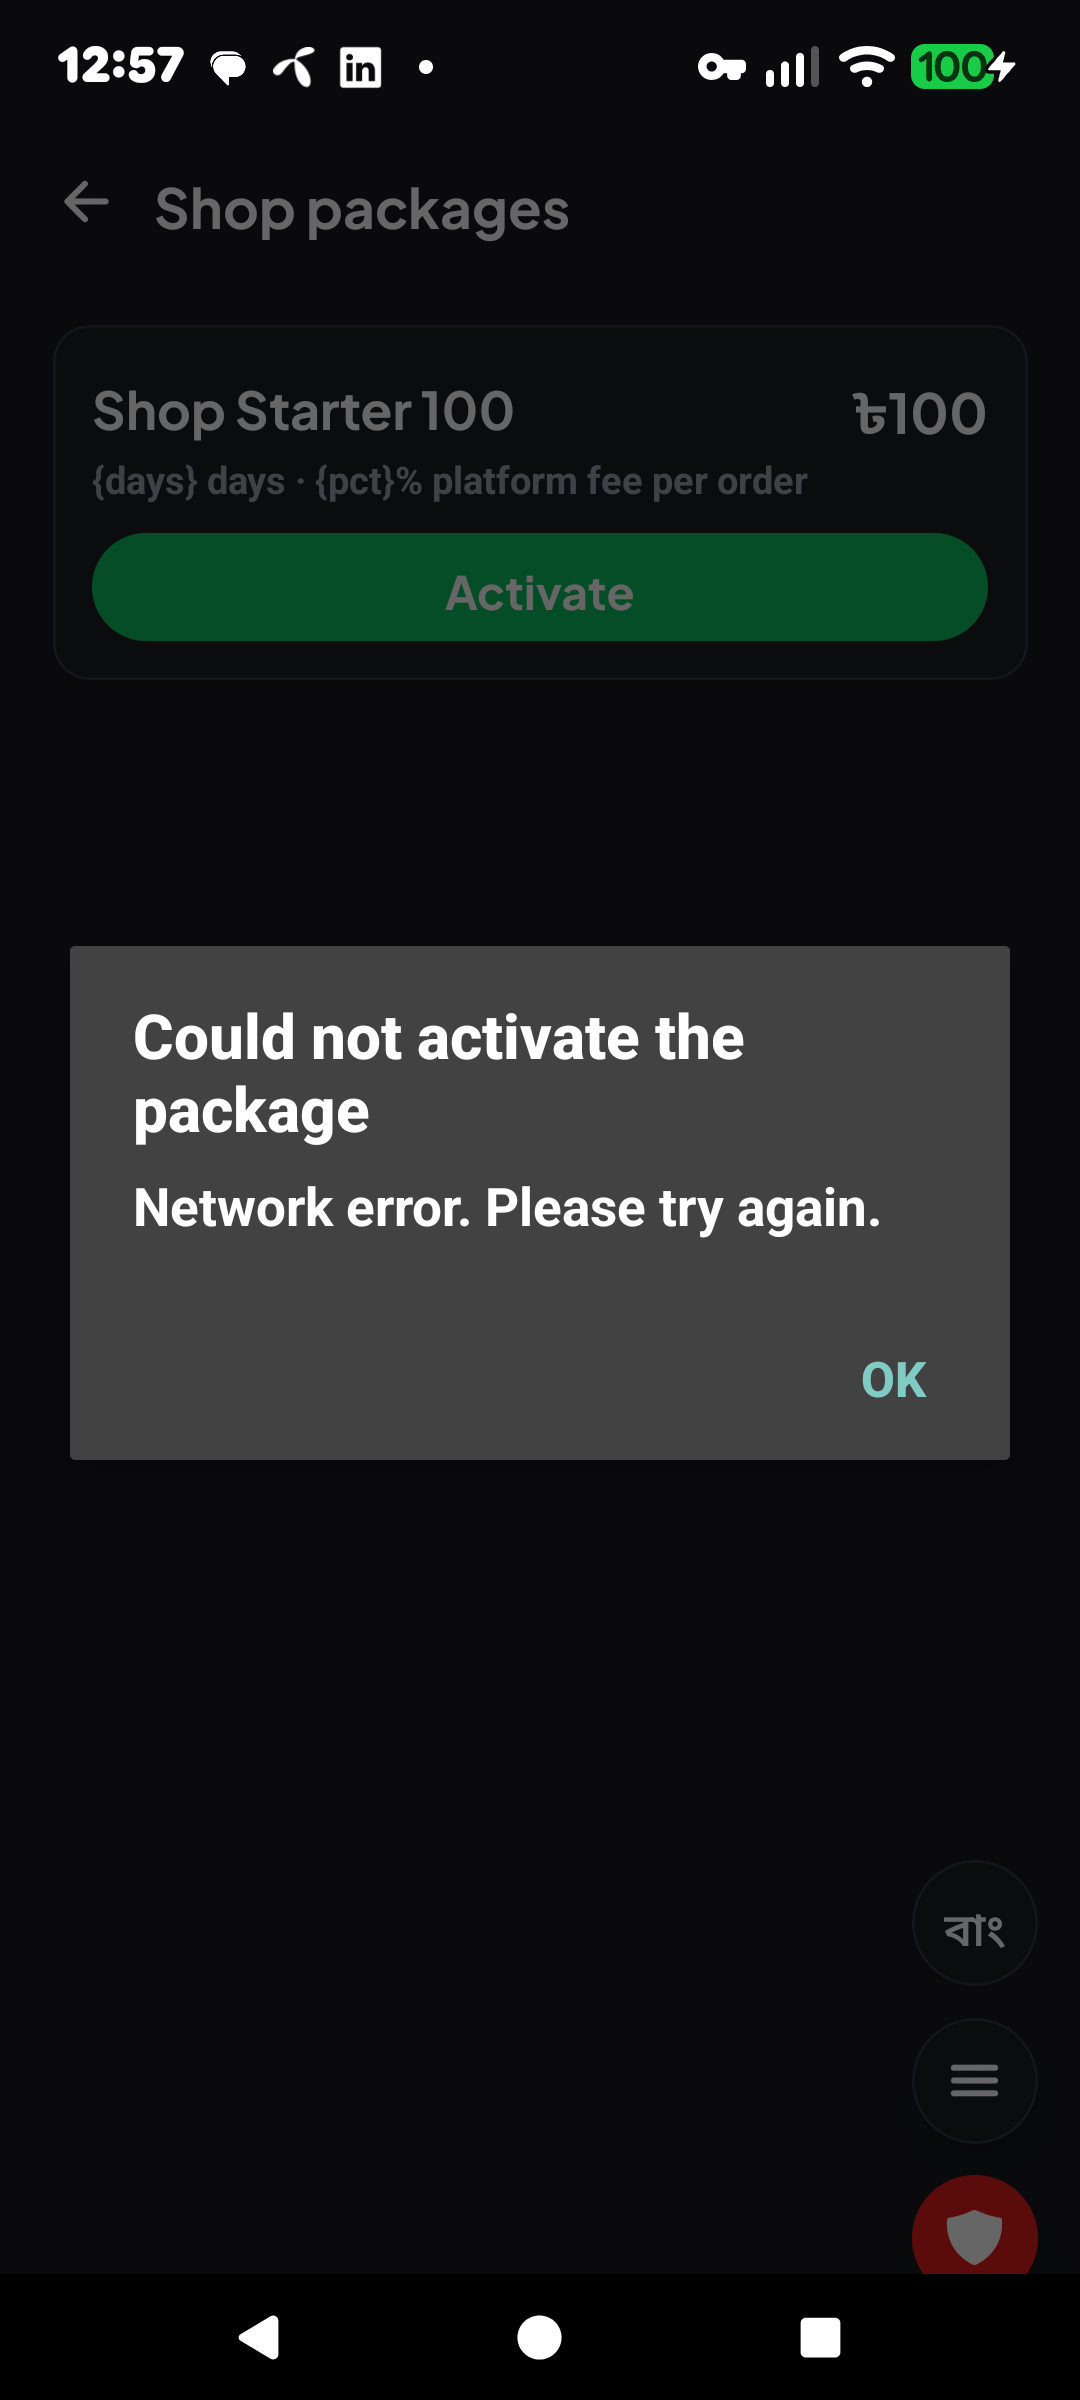 12:57
in
100
Shop packages
Shop Starter 100
৳100
{days} days · {pct}% platform fee per order
Activate
Could not activate the
package
Network error. Please try again.
OK
বাং